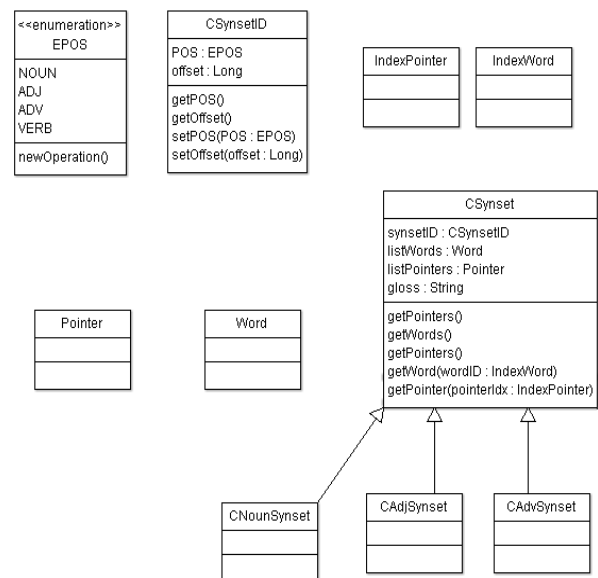 <<enumeration>>
EPOS
NOUN
ADJ
ADV
VERB
newOperation()
CSynsetID
POS : EPOS
offset : Long
getPOS()
getOffset()
setPOS(POS : EPOS)
setOffset(offset : Long)
IndexPointer
IndexWord
CSynset
synsetID : CSynsetID
listWords : Word
listPointers : Pointer
gloss : String
getPointers()
getWords()
getPointers()
getWord(wordID : IndexWord)
getPointer(pointerIdx : IndexPointer)
Pointer
Word
CNounSynset
CAdjSynset
CAdvSynset